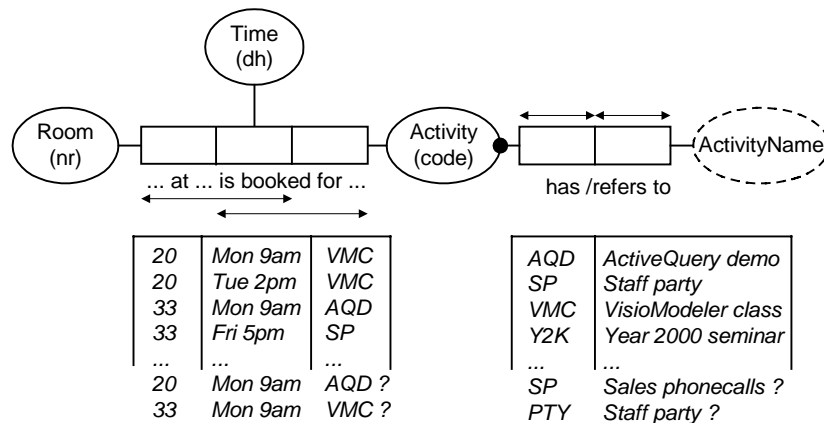 Time
(dh)
Room
(nr)
Activity
(code)
ActivityName
... at ... is booked for ...
has /refers to
20 Mon 9am VMC
20 Tue 2pm VMC
33 Mon 9am AQD
33 Fri 5pm SP
... ...
20 Mon 9am AQD ?
33 Mon 9am VMC ?
AQD ActiveQuery demo
SP Staff party
VMC VisioModeler class
Y2K Year 2000 seminar
... ...
SP Sales phonecalls ?
PTY Staff party ?